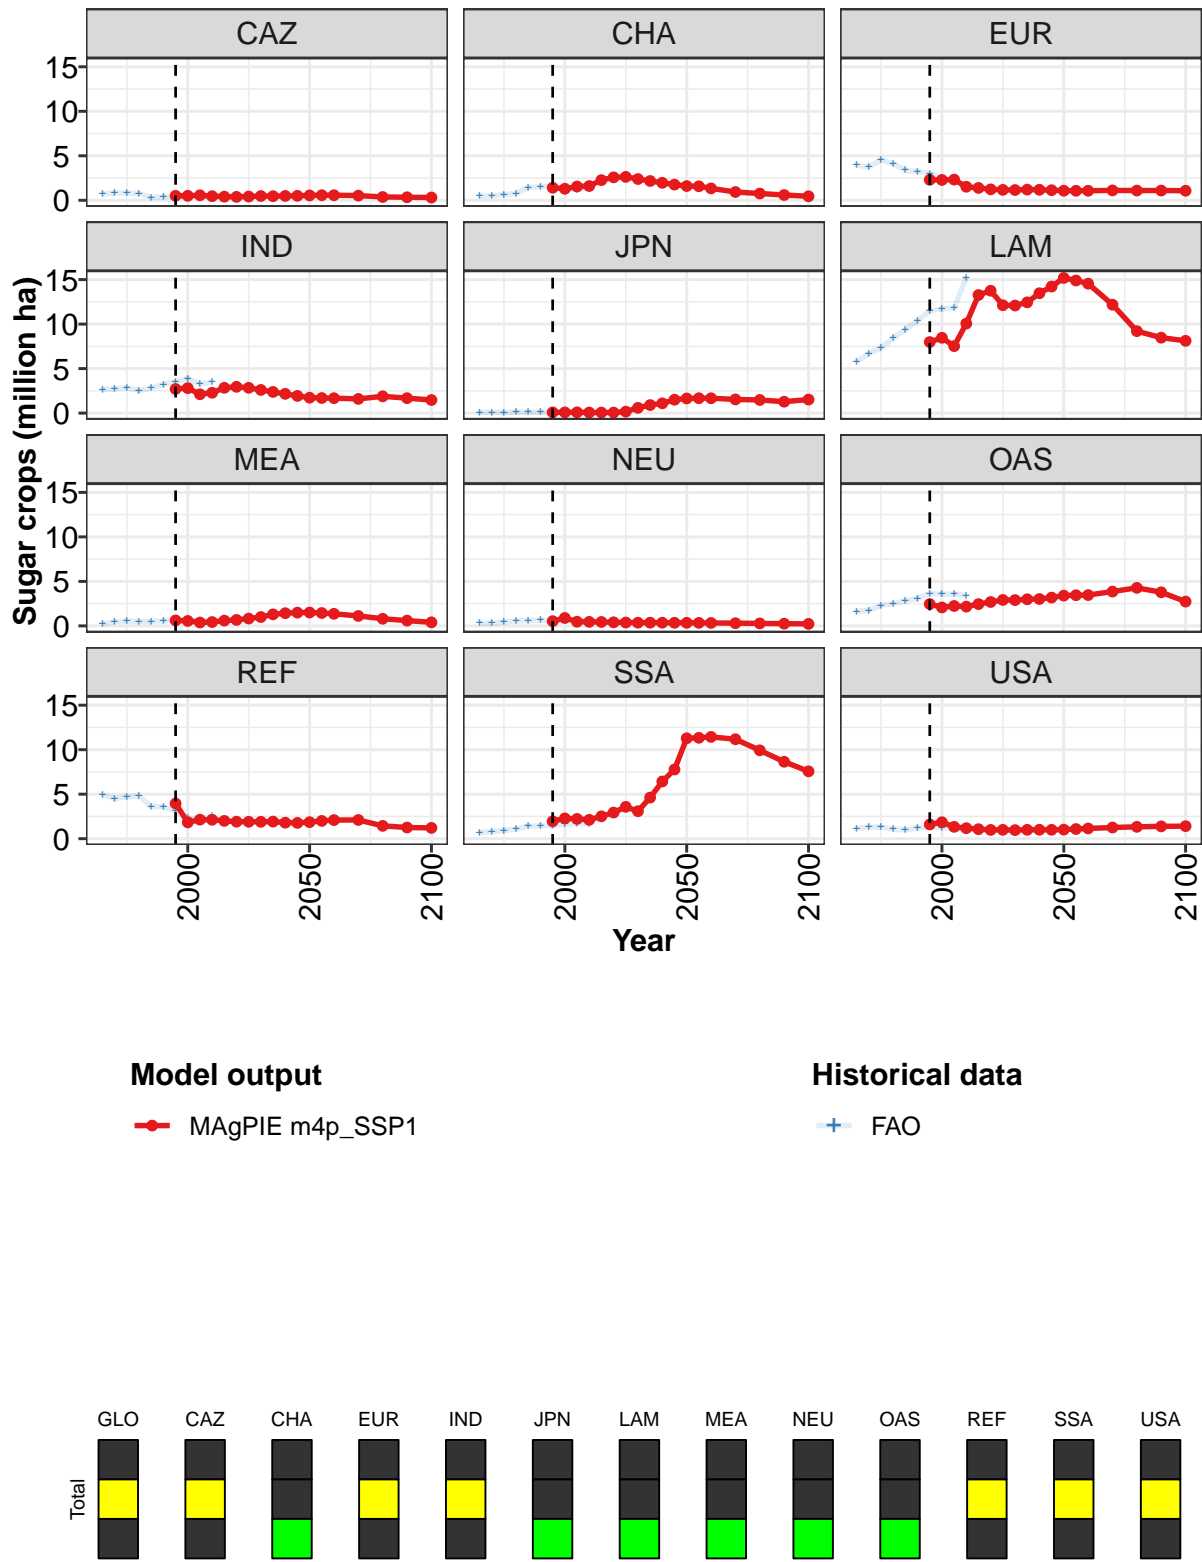 CAZ CHA EUR
15
10
5
0
IND JPN LAM
15
10
5
0
MEA NEU OAS
15
10
5
0
REF SSA USA
15
10
5
0
Sugar crops (million ha)
2000 2050 2100 2000 2050 2100 2000 2050 2100
Year
Model output Historical data
MAgPIE m4p_SSP1 FAO
GLO CAZ CHA EUR IND JPN LAM MEA NEU OAS REF SSA USA
Total